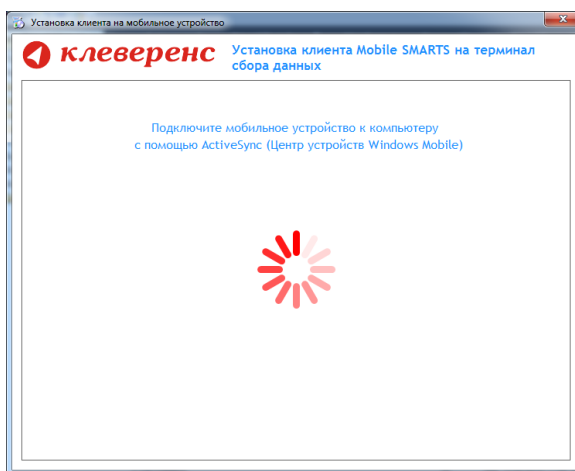 Установка клиента на мобильное устройство
клеверенс
Установка клиента Mobile SMARTS на терминал
сбора данных
Подключите мобильное устройство к компьютеру
с помощью ActiveSync (Центр устройств Windows Mobile)